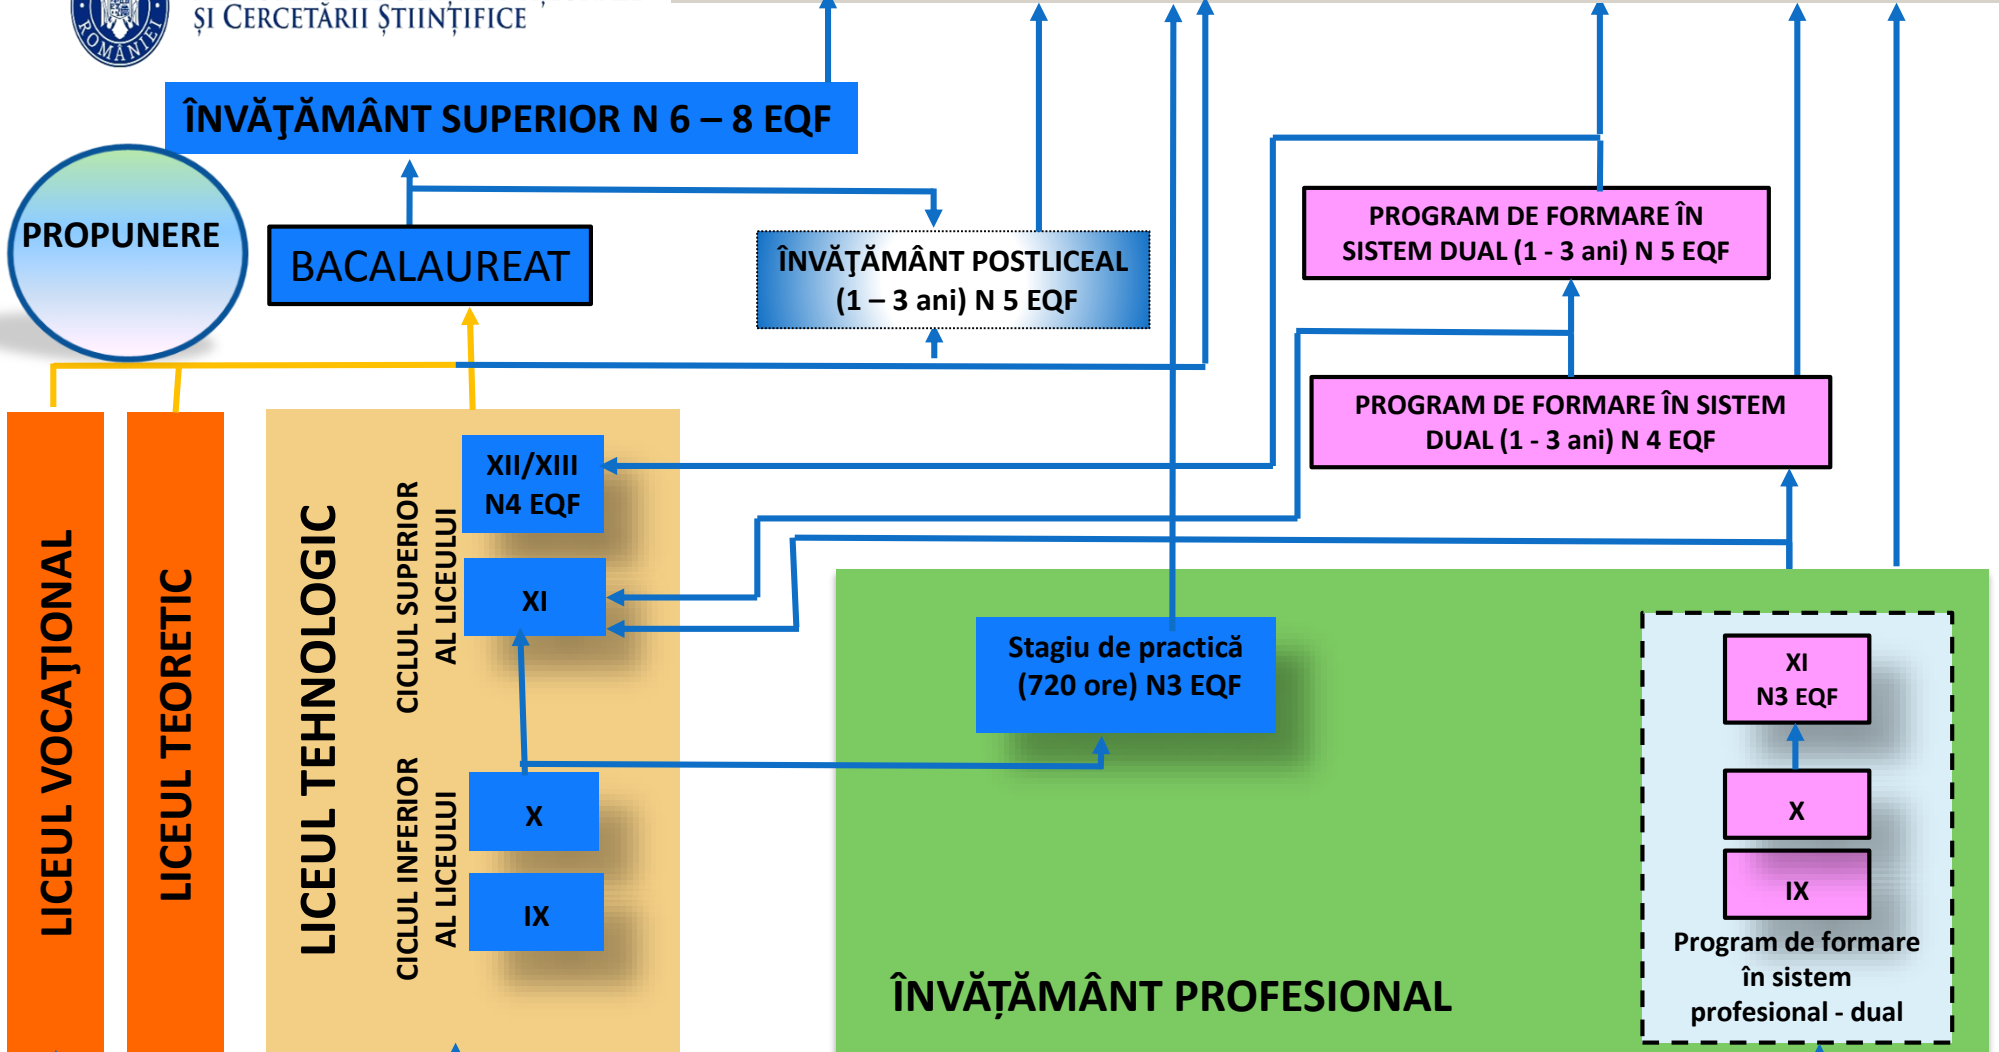 ȘI CERCETĂRII ȘTIINȚIFICE
ROMÂNIEI
ÎNVĂŢĂMÂNT SUPERIOR N 6 – 8 EQF
PROPUNERE
BACALAUREAT
ÎNVĂŢĂMÂNT POSTLICEAL
(1 – 3 ani) N 5 EQF
PROGRAM DE FORMARE ÎN
SISTEM DUAL (1 - 3 ani) N 5 EQF
PROGRAM DE FORMARE ÎN SISTEM
DUAL (1 - 3 ani) N 4 EQF
LICEUL VOCAŢIONAL
LICEUL TEORETIC
LICEUL TEHNOLOGIC
CICLUL SUPERIOR
AL LICEULUI
XII/XIII
N4 EQF
XI
CICLUL INFERIOR
AL LICEULUI
X
IX
Stagiu de practică
(720 ore) N3 EQF
ÎNVĂȚĂMÂNT PROFESIONAL
XI
N3 EQF
X
IX
Program de formare
în sistem
profesional - dual